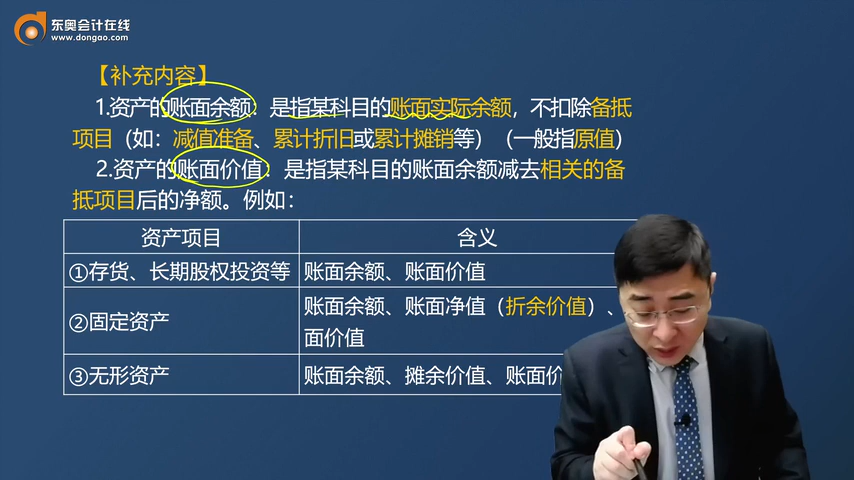 东奥会计在线
www.dongao.com
【补充内容】
1.资产的账面余额：是指某科目的账面实际余额，不扣除备抵
项目（如：减值准备、累计折旧或累计摊销等）（一般指原值）
2.资产的账面价值：是指某科目的账面余额减去相关的备
抵项目后的净额。例如：
资产项目 含义
①存货、长期股权投资等 账面余额、账面价值
②固定资产 账面余额、账面净值（折余价值）、
面价值
③无形资产 账面余额、摊余价值、账面价